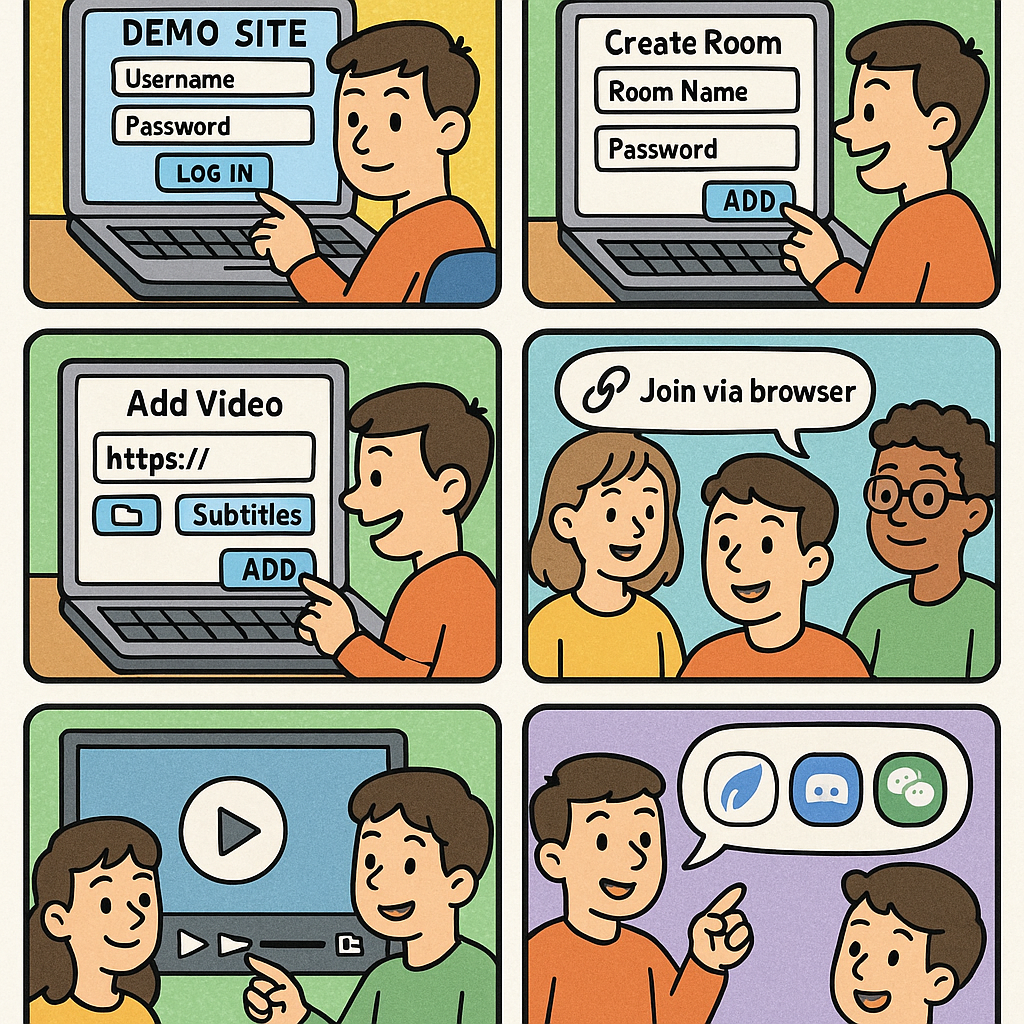 DEMO SITE
Username
Password
LOG IN
Create Room
Room Name
Password
ADD
Add Video
https://
Subtitles
ADD
Join via browser